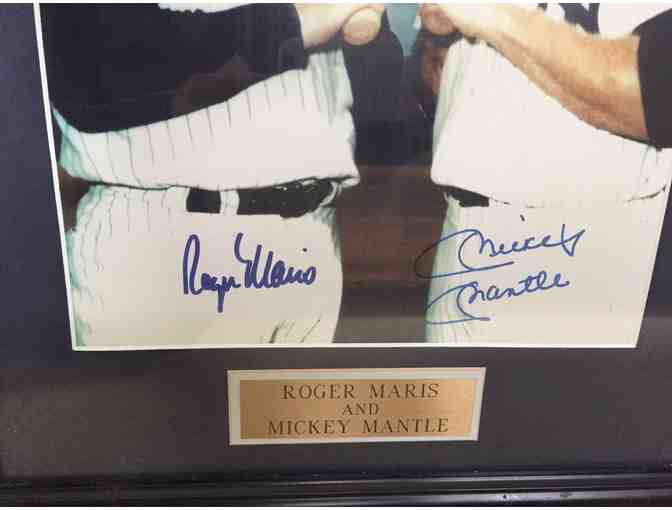 Roger Maris
Mickey
Mantle
ROGER MARIS
AND
MICKEY MANTLE